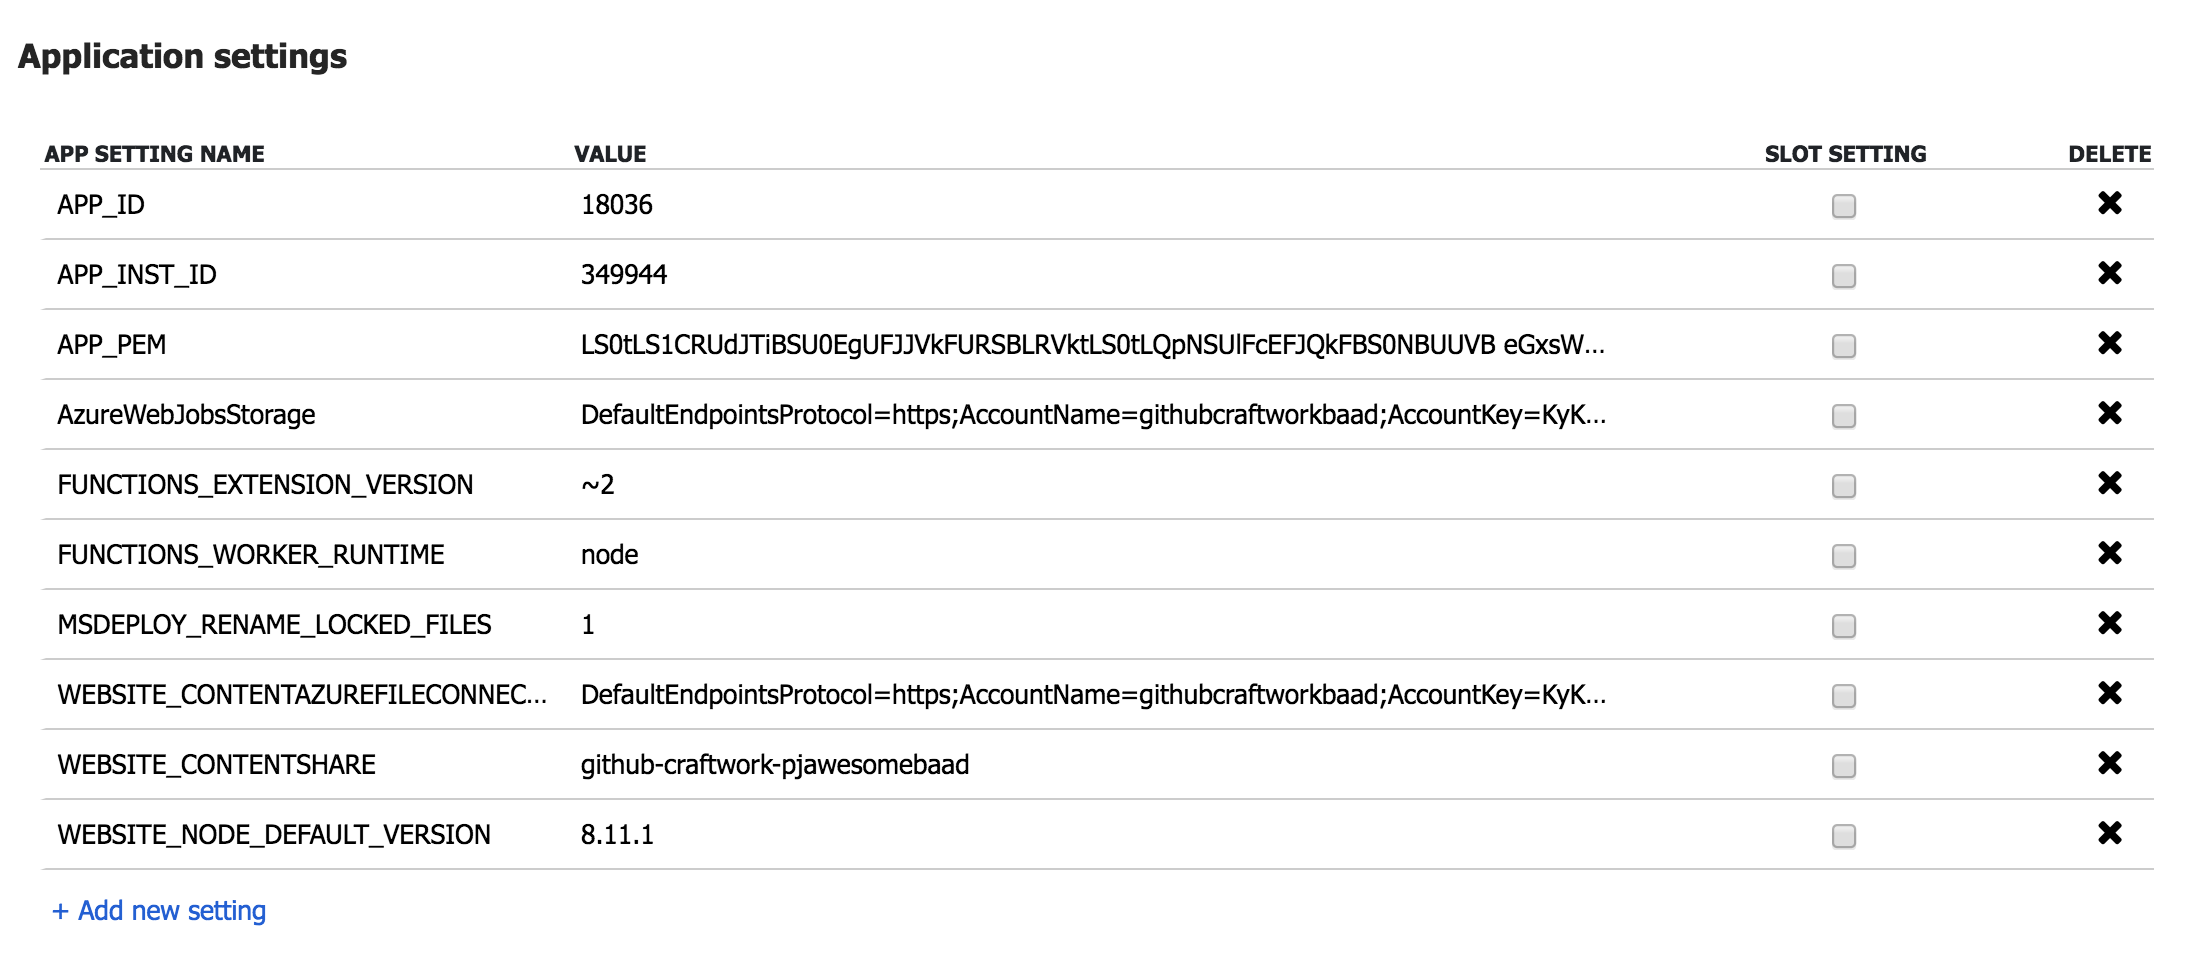 Application settings
APP SETTING NAME VALUE SLOT SETTING DELETE
APP_ID 18036
APP_INST_ID 349944
APP_PEM LS0tLS1CRUdJTiBSU0EgUFJJVkFURSBLRVktLS0tLQpNSUlFcEFJQkFBS0NBUUVB eGxsW...
AzureWebJobsStorage DefaultEndpointsProtocol=https;AccountName=githubcraftworkbaad;AccountKey=KyK...
FUNCTIONS_EXTENSION_VERSION ~2
FUNCTIONS_WORKER_RUNTIME node
MSDEPLOY_RENAME_LOCKED_FILES 1
WEBSITE_CONTENTAZUREFILECONNEC... DefaultEndpointsProtocol=https;AccountName=githubcraftworkbaad;AccountKey=KyK...
WEBSITE_CONTENTSHARE github-craftwork-pjawesomebaad
WEBSITE_NODE_DEFAULT_VERSION 8.11.1
+ Add new setting